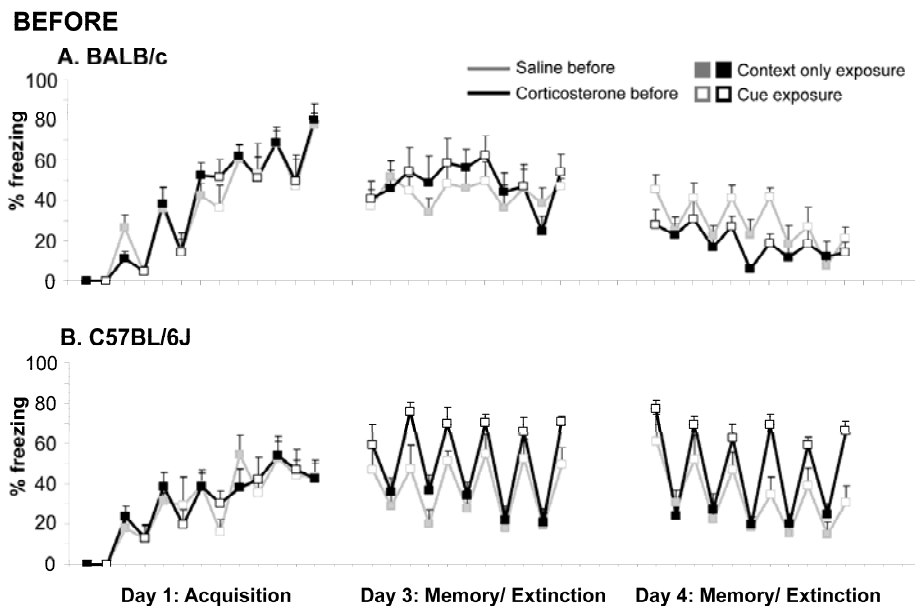 BEFORE
A. BALB/c
Saline before
Corticosterone before
Context only exposure
Cue exposure
% freezing
100
80
60
40
20
0
B. C57BL/6J
% freezing
100
80
60
40
20
0
Day 1: Acquisition
Day 3: Memory/ Extinction
Day 4: Memory/ Extinction